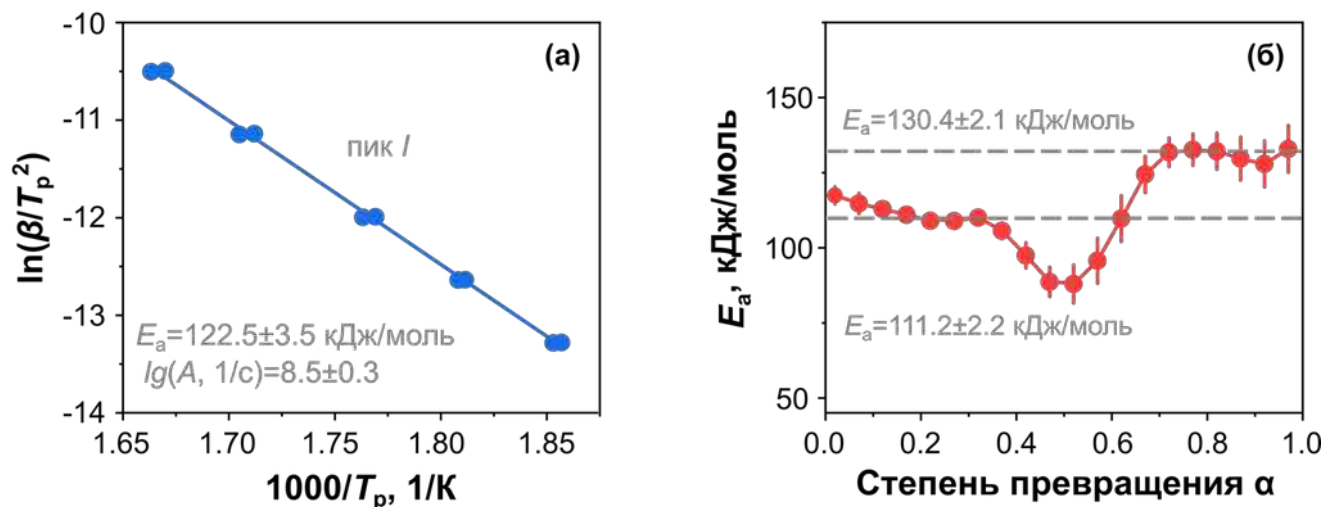 (а)
пик I
Eₐ=122.5±3.5 кДж/моль
lg(A, 1/с)=8.5±0.3
ln(β/Tₚ²)
-10
-11
-12
-13
-14
1.65 1.70 1.75 1.80 1.85
1000/Tₚ, 1/К
(б)
Eₐ=130.4±2.1 кДж/моль
Eₐ=111.2±2.2 кДж/моль
Eₐ, кДж/моль
150
100
50
0.0 0.2 0.4 0.6 0.8 1.0
Степень превращения α